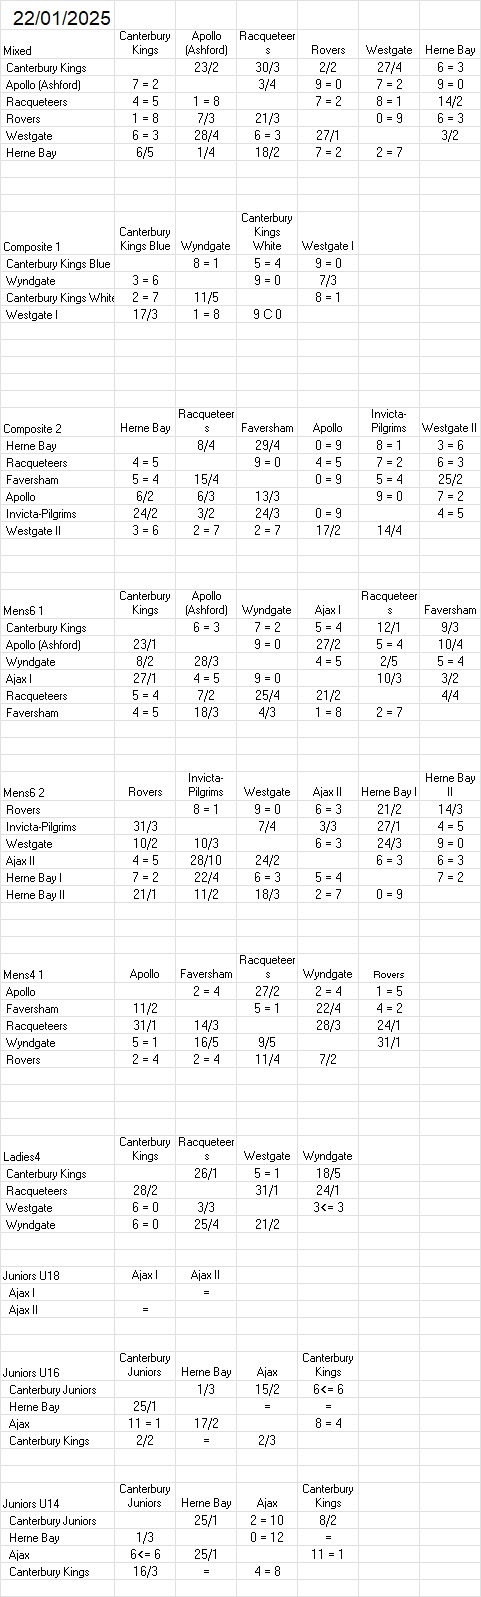 22/01/2025
Mixed Canterbury Kings Apollo (Ashford) Racqueteers Rovers Westgate Herne Bay
Canterbury Kings 23/2 30/3 2/2 27/4 6 = 3
Apollo (Ashford) 7 = 2 3/4 9 = 0 7 = 2 9 = 0
Racqueteers 4 = 5 1 = 8 7 = 2 8 = 1 14/2
Rovers 1 = 8 7/3 21/3 0 = 9 6 = 3
Westgate 6 = 3 28/4 6 = 3 27/1 3/2
Herne Bay 6/5 1/4 18/2 7 = 2 2 = 7
Composite 1 Canterbury Kings Blue Wyndgate Canterbury Kings White Westgate I
Canterbury Kings Blue 8 = 1 5 = 4 9 = 0
Wyndgate 3 = 6 9 = 0 7/3
Canterbury Kings White 2 = 7 11/5 8 = 1
Westgate I 17/3 1 = 8 9 C 0
Composite 2 Herne Bay Racqueteers Faversham Apollo Invicta-Pilgrims Westgate II
Herne Bay 8/4 29/4 0 = 9 8 = 1 3 = 6
Racqueteers 4 = 5 9 = 0 4 = 5 7 = 2 6 = 3
Faversham 5 = 4 15/4 0 = 9 5 = 4 25/2
Apollo 6/2 6/3 13/3 9 = 0 7 = 2
Invicta-Pilgrims 24/2 3/2 24/3 0 = 9 4 = 5
Westgate II 3 = 6 2 = 7 2 = 7 17/2 14/4
Mens6 1 Canterbury Kings Apollo (Ashford) Wyndgate Ajax I Racqueteers Faversham
Canterbury Kings 6 = 3 7 = 2 5 = 4 12/1 9/3
Apollo (Ashford) 23/1 9 = 0 27/2 5 = 4 10/4
Wyndgate 8/2 28/3 4 = 5 2/5 5 = 4
Ajax I 27/1 4 = 5 9 = 0 10/3 3/2
Racqueteers 5 = 4 7/2 25/4 21/2 4/4
Faversham 4 = 5 18/3 4/3 1 = 8 2 = 7
Mens6 2 Rovers Invicta-Pilgrims Westgate Ajax II Herne Bay I Herne Bay II
Rovers 8 = 1 9 = 0 6 = 3 21/2 14/3
Invicta-Pilgrims 31/3 7/4 3/3 27/1 4 = 5
Westgate 10/2 10/3 6 = 3 24/3 9 = 0
Ajax II 4 = 5 28/10 24/2 6 = 3 6 = 3
Herne Bay I 7 = 2 22/4 6 = 3 5 = 4 7 = 2
Herne Bay II 21/1 11/2 18/3 2 = 7 0 = 9
Mens4 1 Apollo Faversham Racqueteers Wyndgate Rovers
Apollo 2 = 4 27/2 2 = 4 1 = 5
Faversham 11/2 5 = 1 22/4 4 = 2
Racqueteers 31/1 14/3 28/3 24/1
Wyndgate 5 = 1 16/5 9/5 31/1
Rovers 2 = 4 2 = 4 11/4 7/2
Ladies4 Canterbury Kings Racqueteers Westgate Wyndgate
Canterbury Kings 26/1 5 = 1 18/5
Racqueteers 28/2 31/1 24/1
Westgate 6 = 0 3/3 3<= 3
Wyndgate 6 = 0 25/4 21/2
Juniors U18 Ajax I Ajax II
Ajax I =
Ajax II =
Juniors U16 Canterbury Juniors Herne Bay Ajax Canterbury Kings
Canterbury Juniors 1/3 15/2 6<= 6
Herne Bay 25/1 = =
Ajax 11 = 1 17/2 8 = 4
Canterbury Kings 2/2 = 2/3
Juniors U14 Canterbury Juniors Herne Bay Ajax Canterbury Kings
Canterbury Juniors 25/1 2 = 10 8/2
Herne Bay 1/3 0 = 12 =
Ajax 6<= 6 25/1 11 = 1
Canterbury Kings 16/3 = 4 = 8